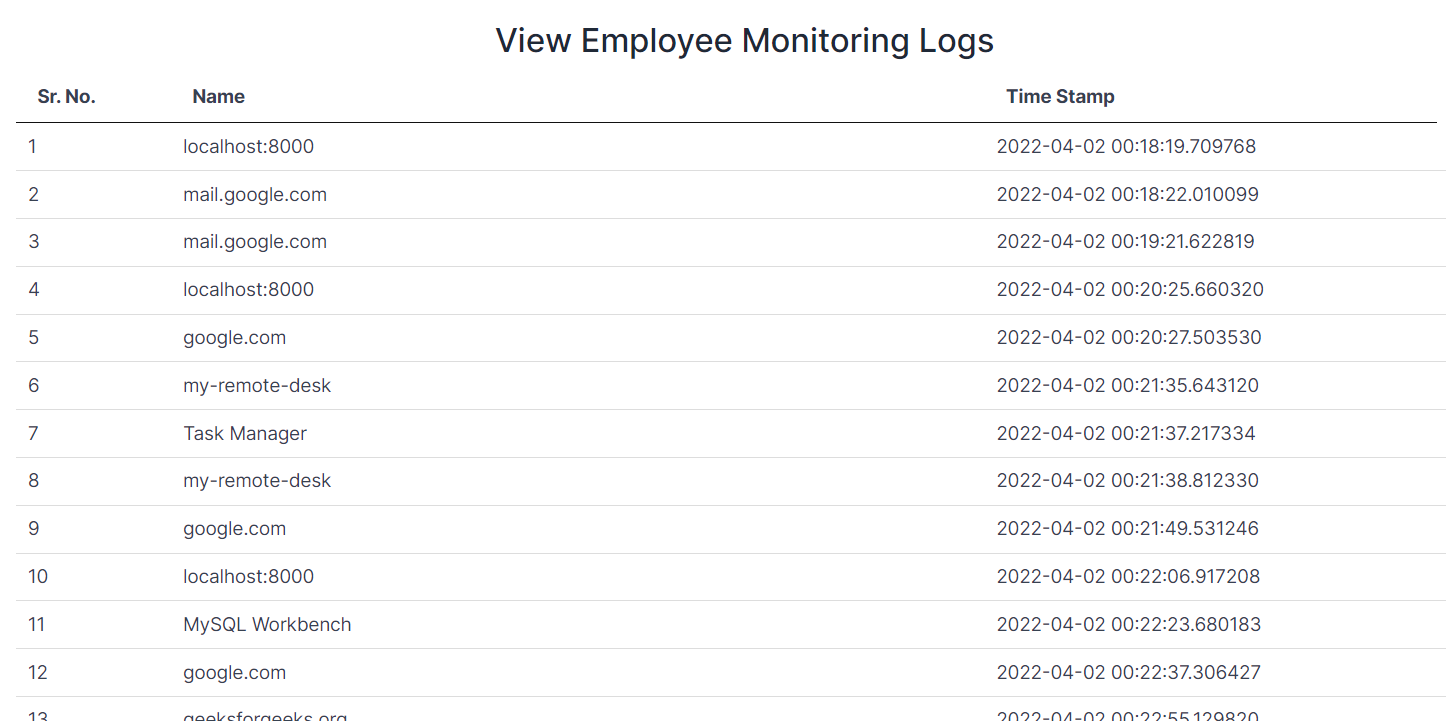 View Employee Monitoring Logs
Sr. No. Name Time Stamp
1 localhost:8000 2022-04-02 00:18:19.709768
2 mail.google.com 2022-04-02 00:18:22.010099
3 mail.google.com 2022-04-02 00:19:21.622819
4 localhost:8000 2022-04-02 00:20:25.660320
5 google.com 2022-04-02 00:20:27.503530
6 my-remote-desk 2022-04-02 00:21:35.643120
7 Task Manager 2022-04-02 00:21:37.217334
8 my-remote-desk 2022-04-02 00:21:38.812330
9 google.com 2022-04-02 00:21:49.531246
10 localhost:8000 2022-04-02 00:22:06.917208
11 MySQL Workbench 2022-04-02 00:22:23.680183
12 google.com 2022-04-02 00:22:37.306427
13 geeksforgeeks.org 2022-04-02 00:22:55.129820